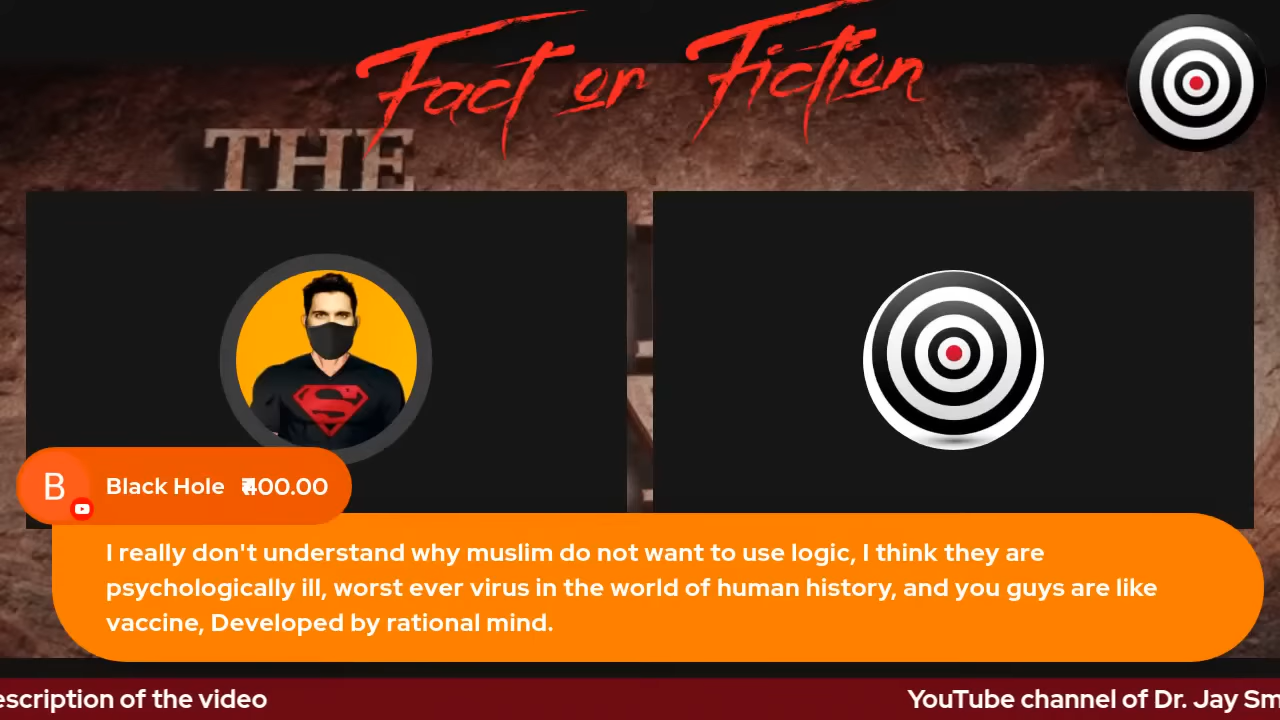 Fact or Fiction
THE
B
Black Hole ₹400.00
I really don't understand why muslim do not want to use logic, I think they are
psychologically ill, worst ever virus in the world of human history, and you guys are like
vaccine, Developed by rational mind.
escription of the video
YouTube channel of Dr. Jay Sm